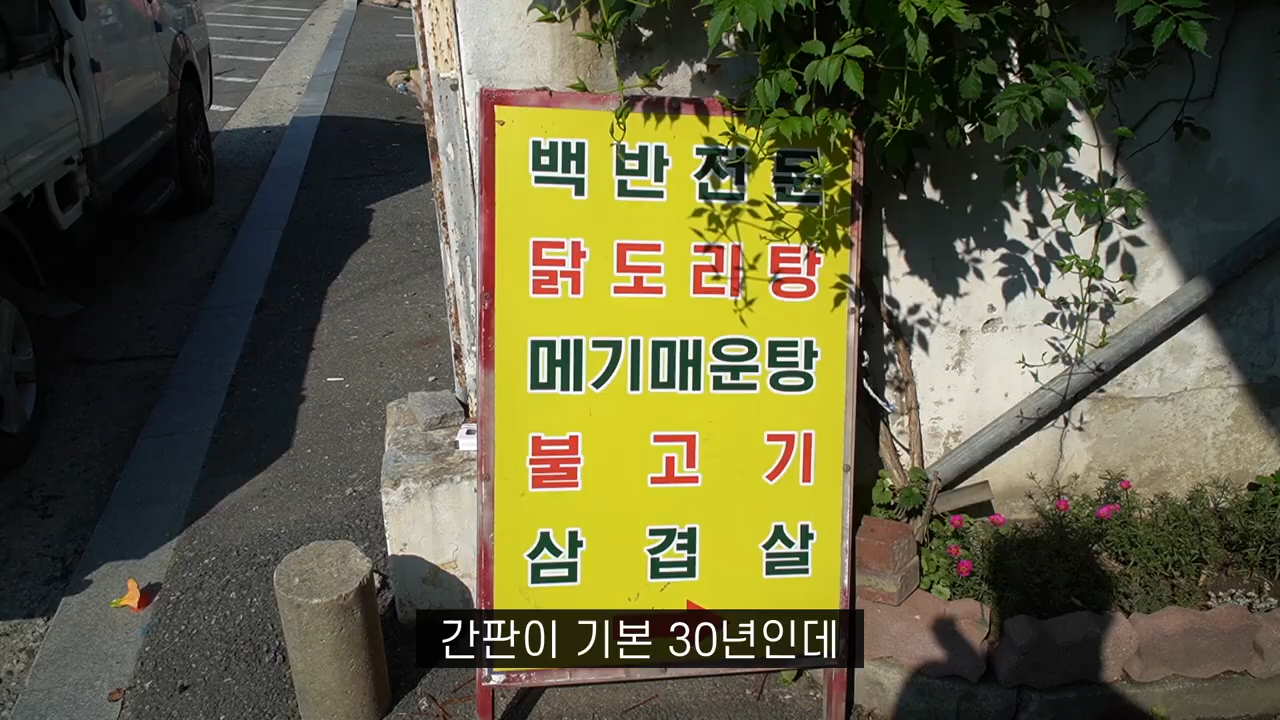 백반전문
닭도리탕
메기매운탕
불고기
삼겹살
간판이 기본 30년인데